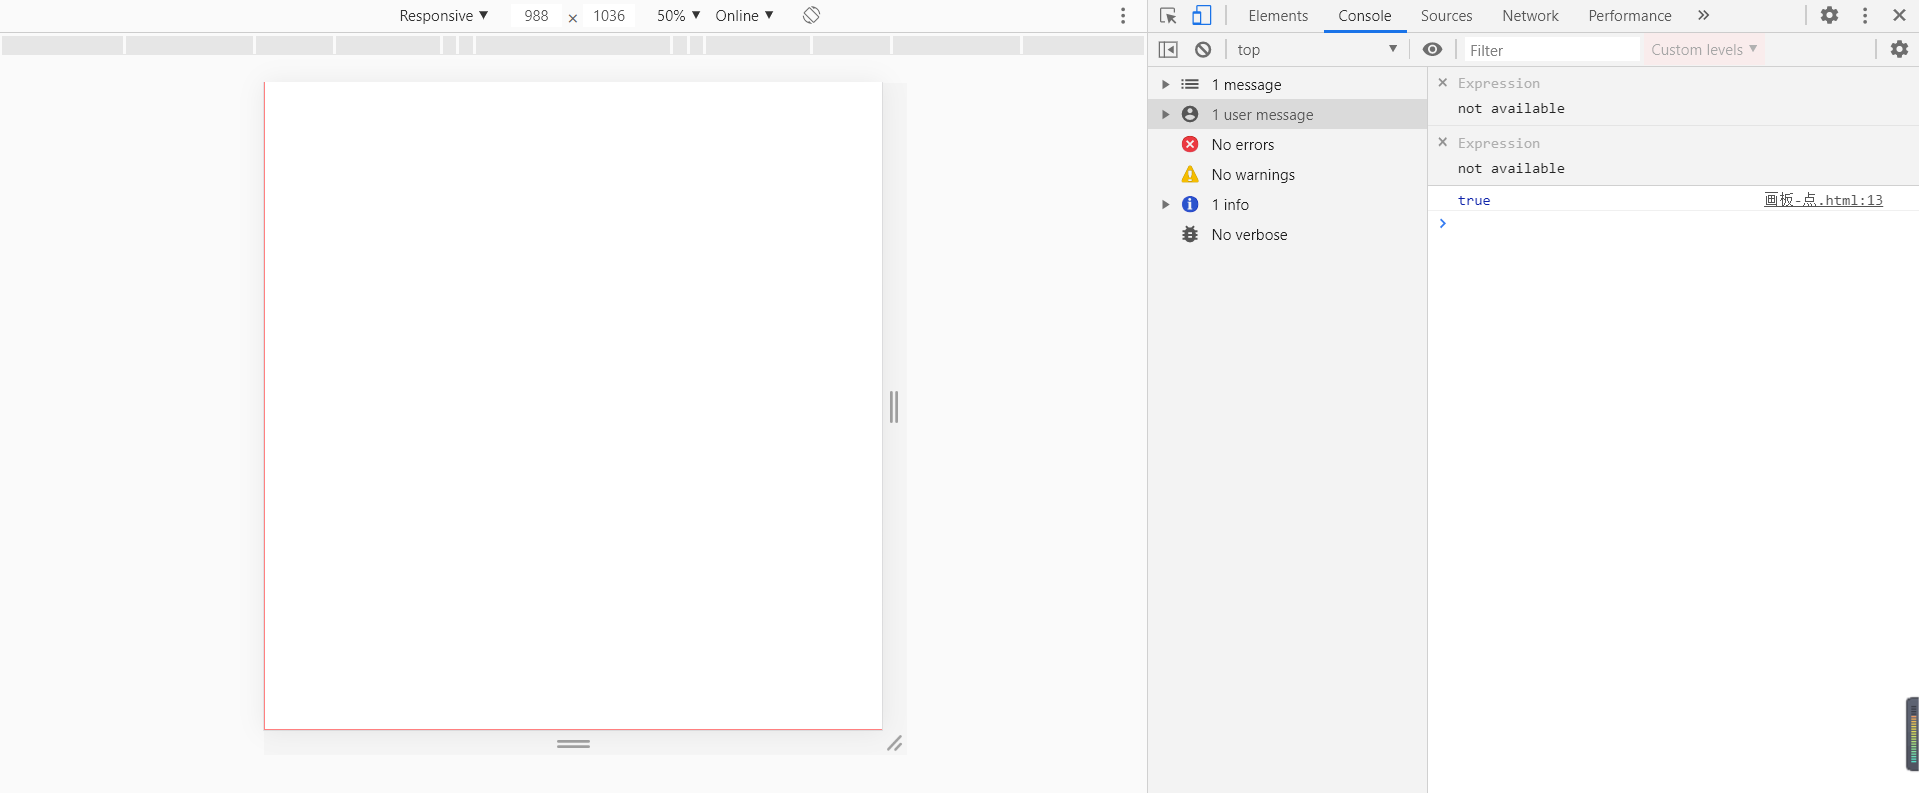 Responsive ▼ 988 × 1036 50% ▼ Online ▼
Elements Console Sources Network Performance »
top ▼ Filter Custom levels ▼
1 message
1 user message
No errors
No warnings
1 info
No verbose
× Expression
not available
× Expression
not available
true 画板-点.html:13